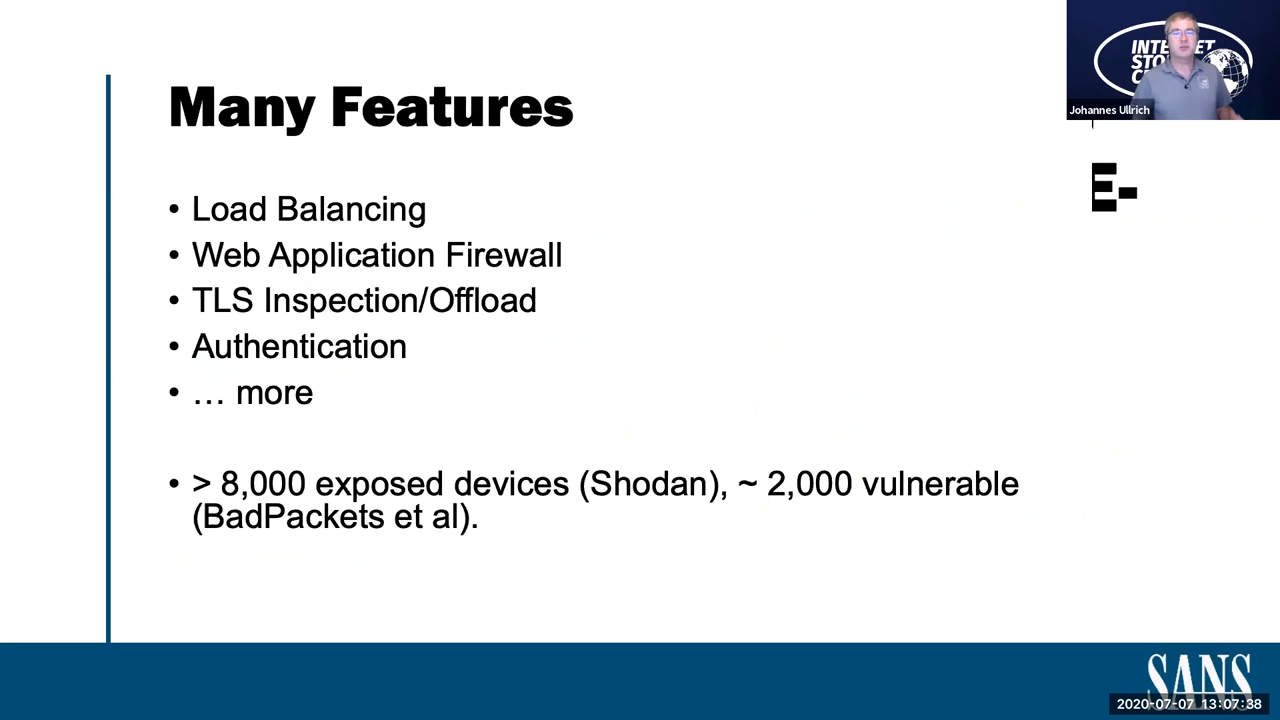 Many Features
• Load Balancing
• Web Application Firewall
• TLS Inspection/Offload
• Authentication
• … more
• > 8,000 exposed devices (Shodan), ~ 2,000 vulnerable
(BadPackets et al).
INTERNET
Johannes Ullrich
E-
SANS
2020-07-07 13:07:38